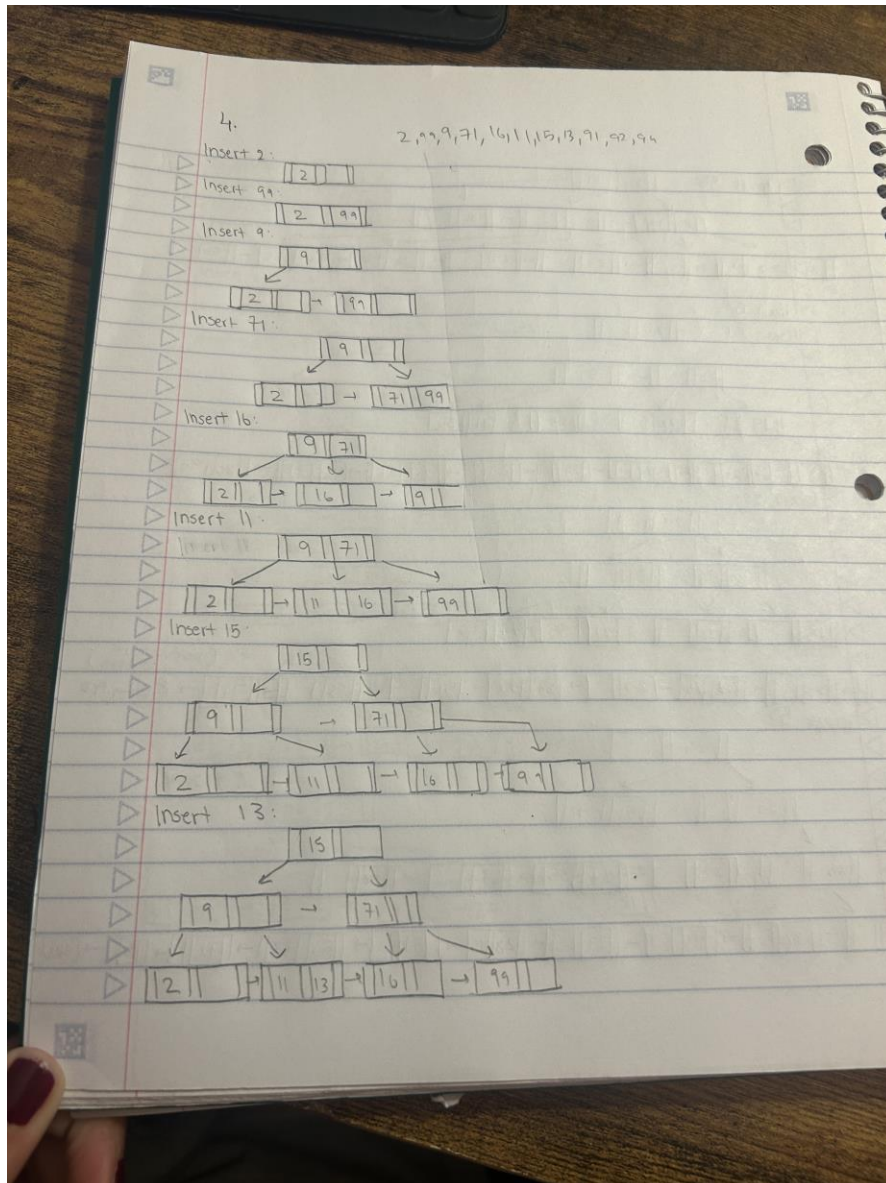 4.
2, 99, 9, 71, 16, 11, 15, 13, 91, 92, 94
Insert 2:
2
Insert 99:
2 99
Insert 9:
9
2 → 99
Insert 71:
9
2 → 71 99
Insert 16:
9 71
2 → 16 → 9
Insert 11:
9 71
2 → 11 16 → 99
Insert 15:
15
9 → 71
2 → 11 → 16 → 99
Insert 13:
15
9 → 71
2 → 11 13 → 16 → 99